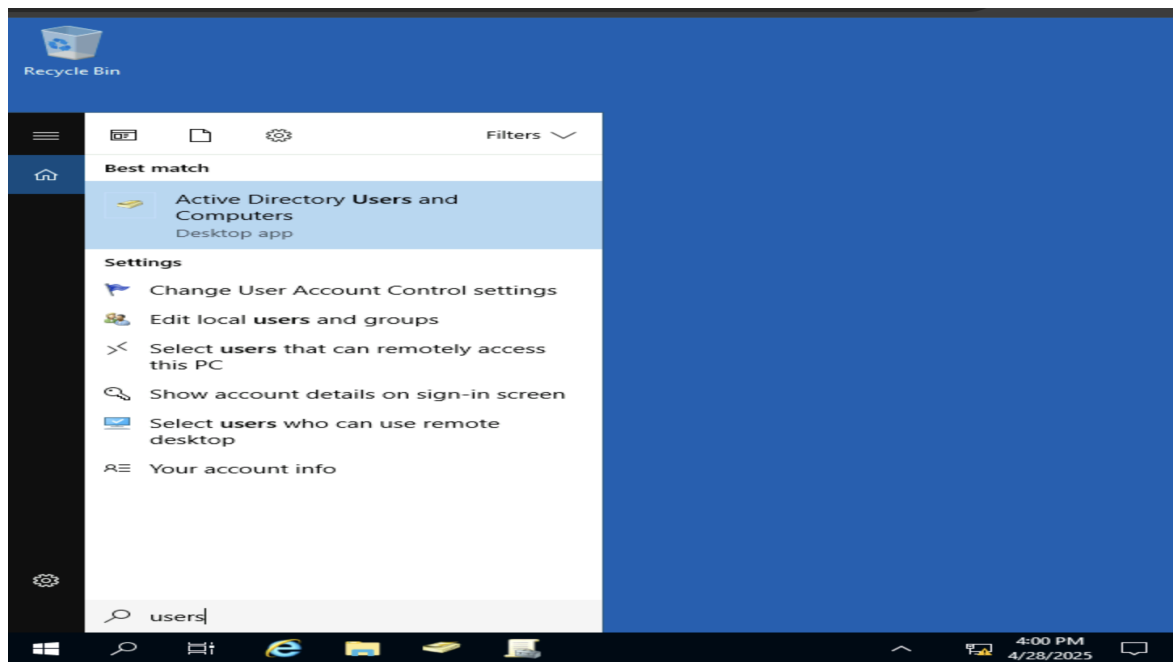 Recycle Bin
Filters
Best match
Active Directory Users and
Computers
Desktop app
Settings
Change User Account Control settings
Edit local users and groups
Select users that can remotely access
this PC
Show account details on sign-in screen
Select users who can use remote
desktop
Your account info
users
4:00 PM
4/28/2025